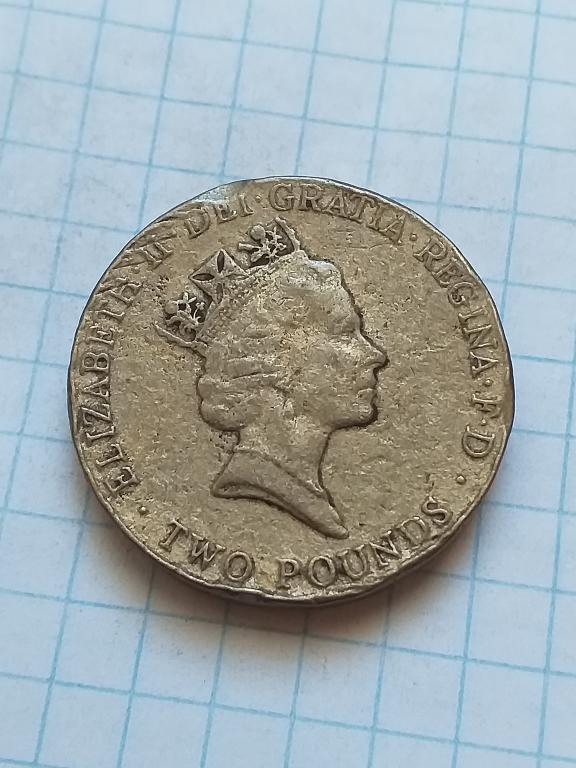 ELIZABETH·II·DEI·GRATIA·REGINA·F·D·
TWO POUNDS·